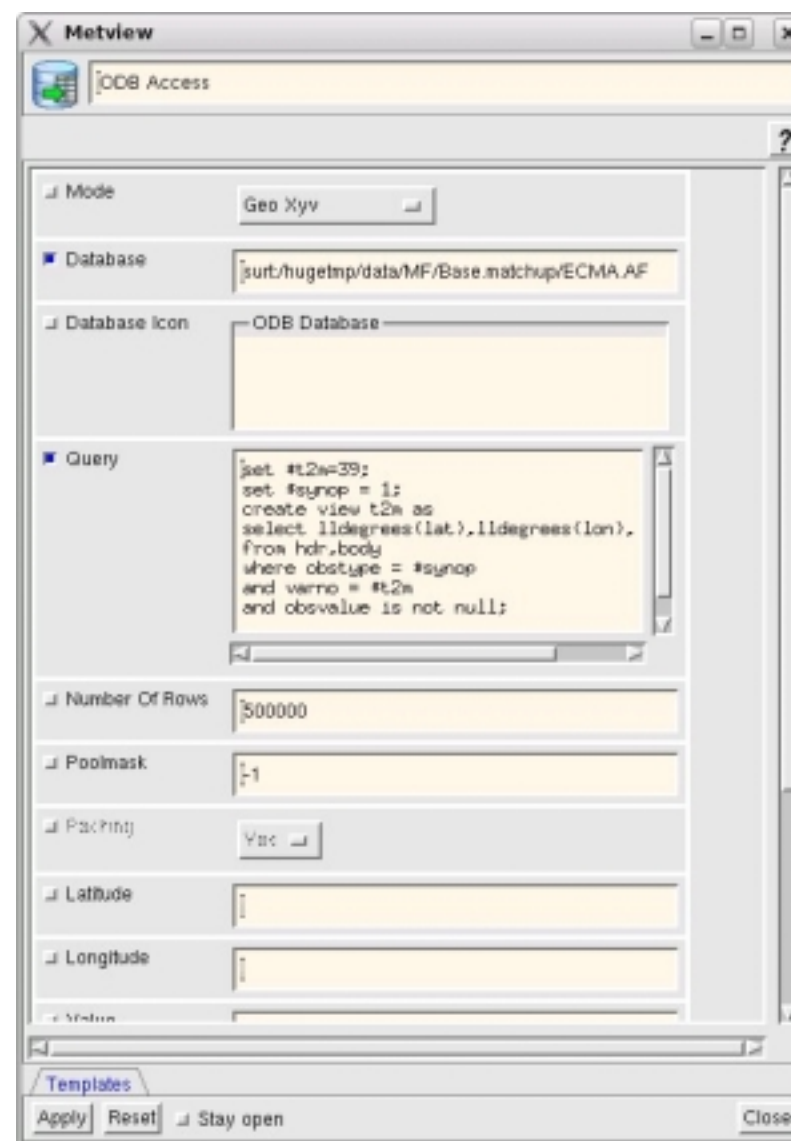 Metview
ODB Access
?
Mode
Geo Xyv
Database
surt:/hugetmp/data/MF/Base.matchup/ECMA.AF
Database Icon
ODB Database
Query
set #t2m=39;
set #synop = 1;
create view t2m as
select lldegrees(lat),lldegrees(lon),
from hdr,body
where obstype = #synop
and varno = #t2m
and obsvalue is not null;
Number Of Rows
500000
Poolmask
-1
Packing
Yes
Latitude
Longitude
Value
Templates
Apply Reset Stay open Close